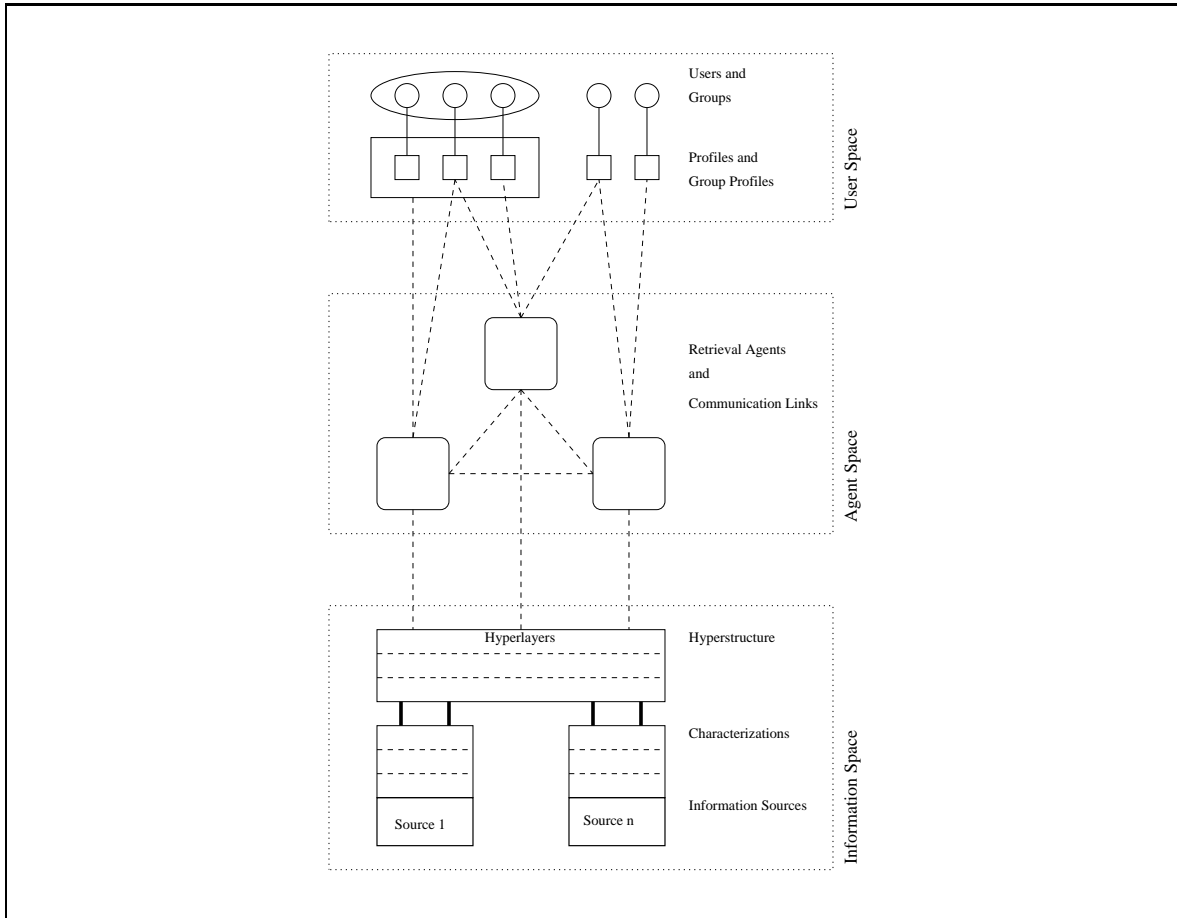 Users and
Groups
Profiles and
Group Profiles
User Space
Retrieval Agents
and
Communication Links
Agent Space
Hyperlayers
Hyperstructure
Characterizations
Information Sources
Source 1
Source n
Information Space